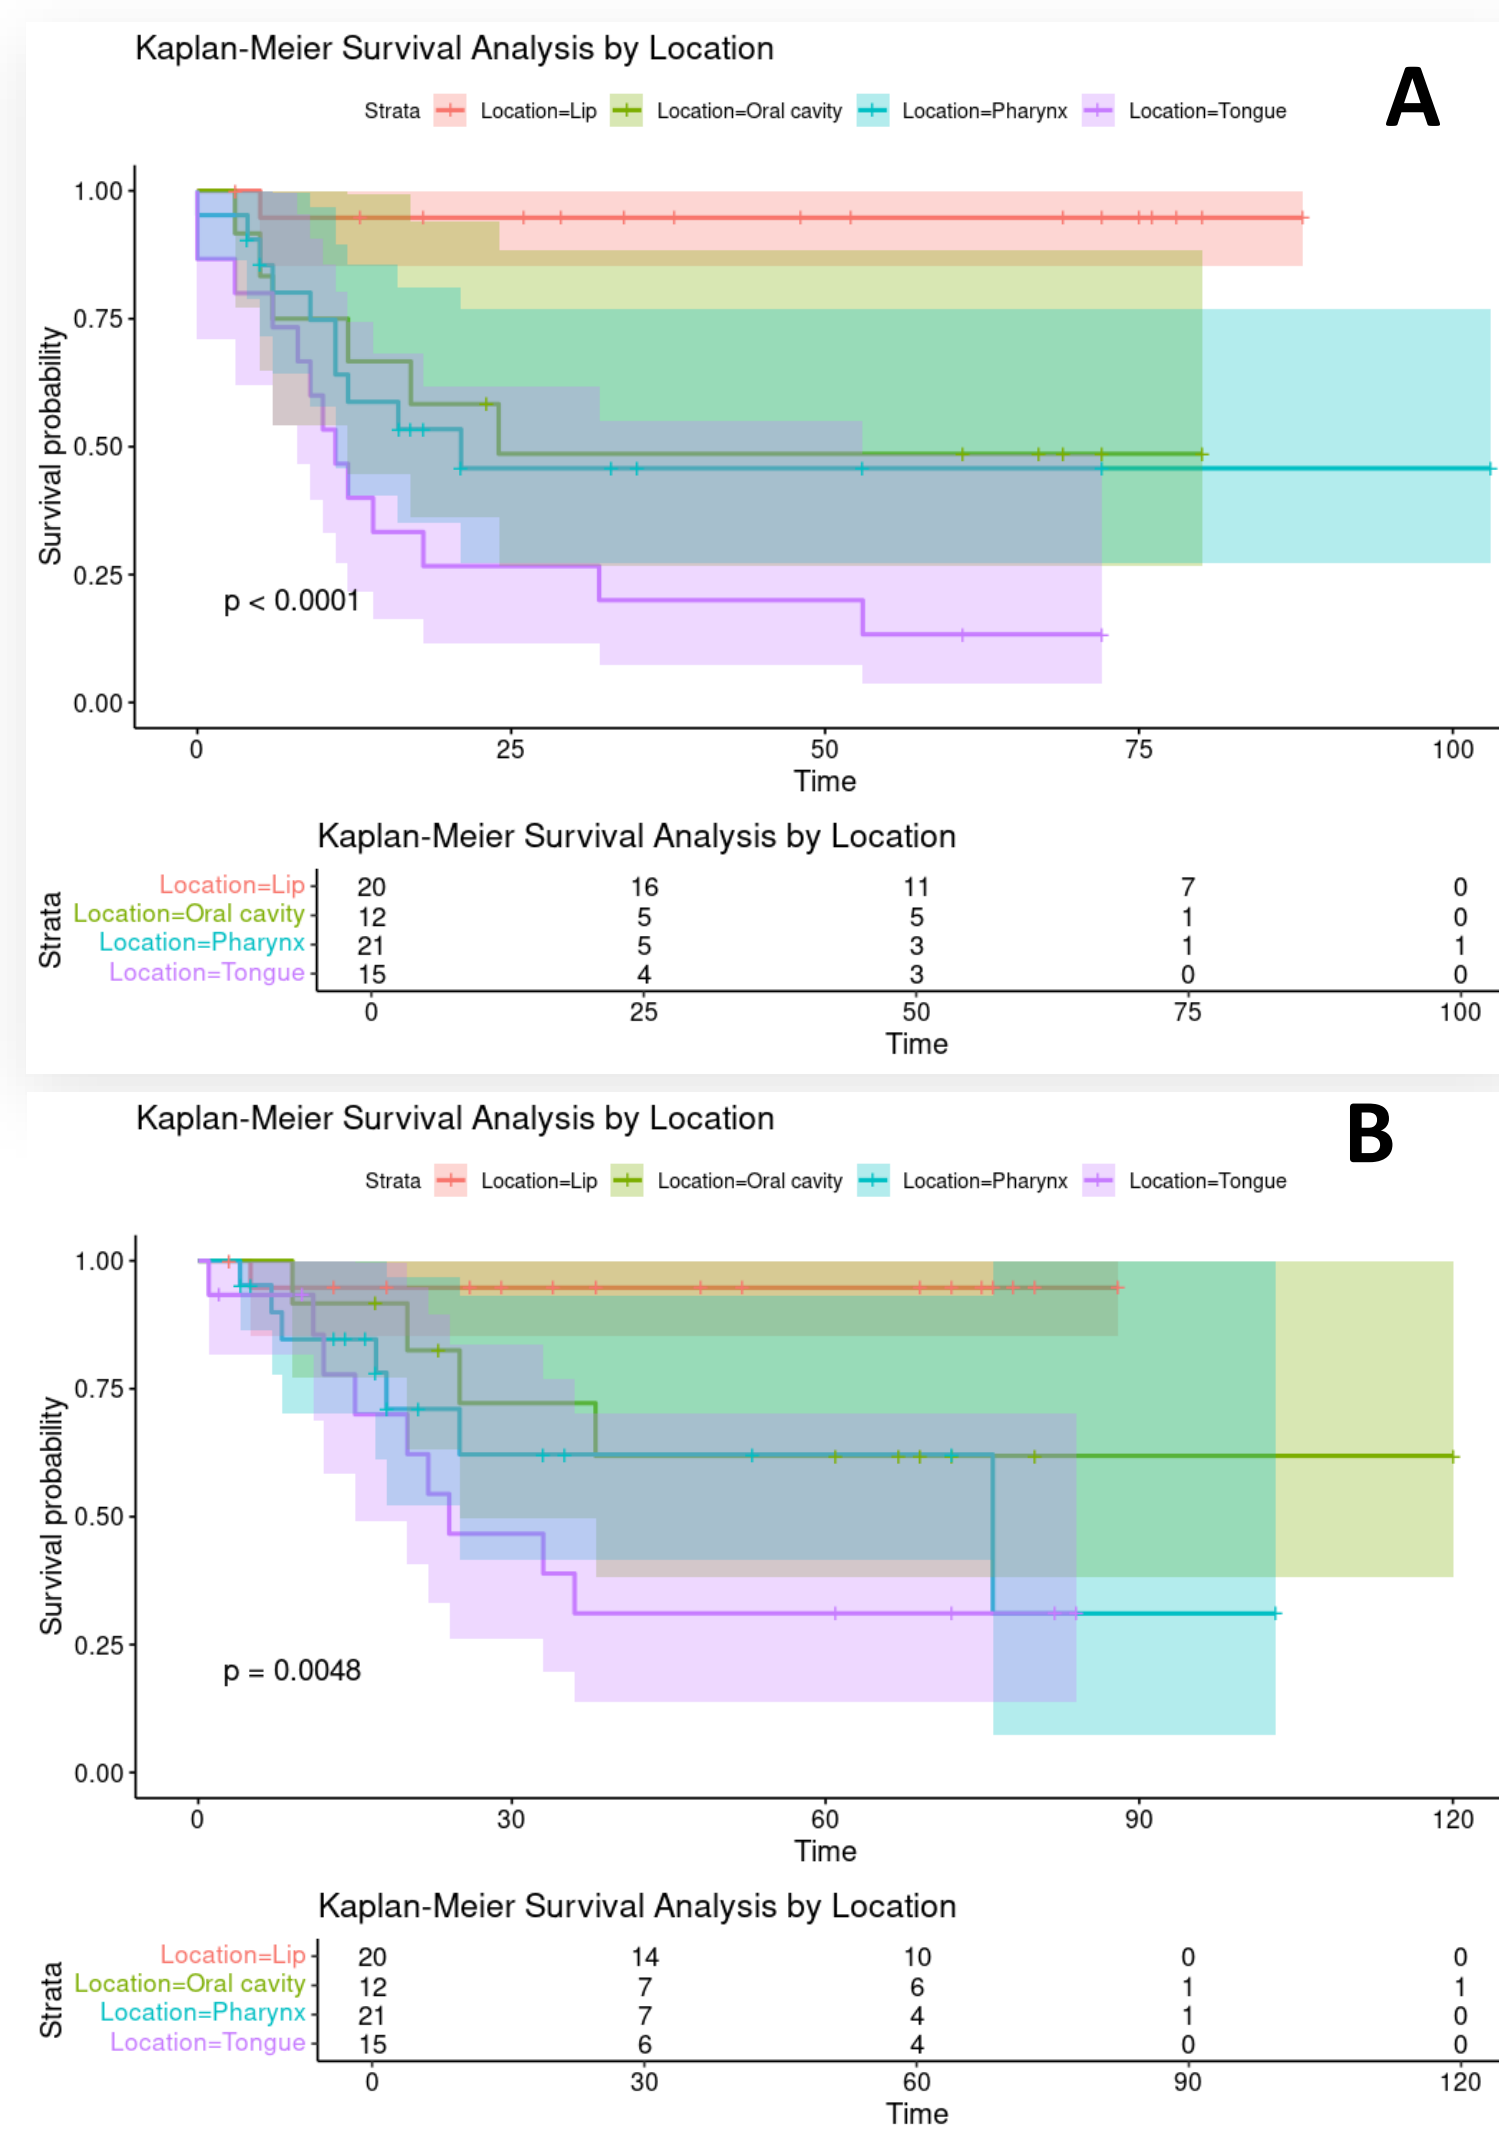 Kaplan-Meier Survival Analysis by Location
A
Strata Location=Lip Location=Oral cavity Location=Pharynx Location=Tongue
Survival probability
1.00
0.75
0.50
0.25
0.00
p < 0.0001
0 25 50 75 100
Time
Kaplan-Meier Survival Analysis by Location
Strata
Location=Lip 20 16 11 7 0
Location=Oral cavity 12 5 5 1 0
Location=Pharynx 21 5 3 1 1
Location=Tongue 15 4 3 0 0
0 25 50 75 100
Time
Kaplan-Meier Survival Analysis by Location
B
Strata Location=Lip Location=Oral cavity Location=Pharynx Location=Tongue
Survival probability
1.00
0.75
0.50
0.25
0.00
p = 0.0048
0 30 60 90 120
Time
Kaplan-Meier Survival Analysis by Location
Strata
Location=Lip 20 14 10 0 0
Location=Oral cavity 12 7 6 1 1
Location=Pharynx 21 7 4 1 0
Location=Tongue 15 6 4 0 0
0 30 60 90 120
Time